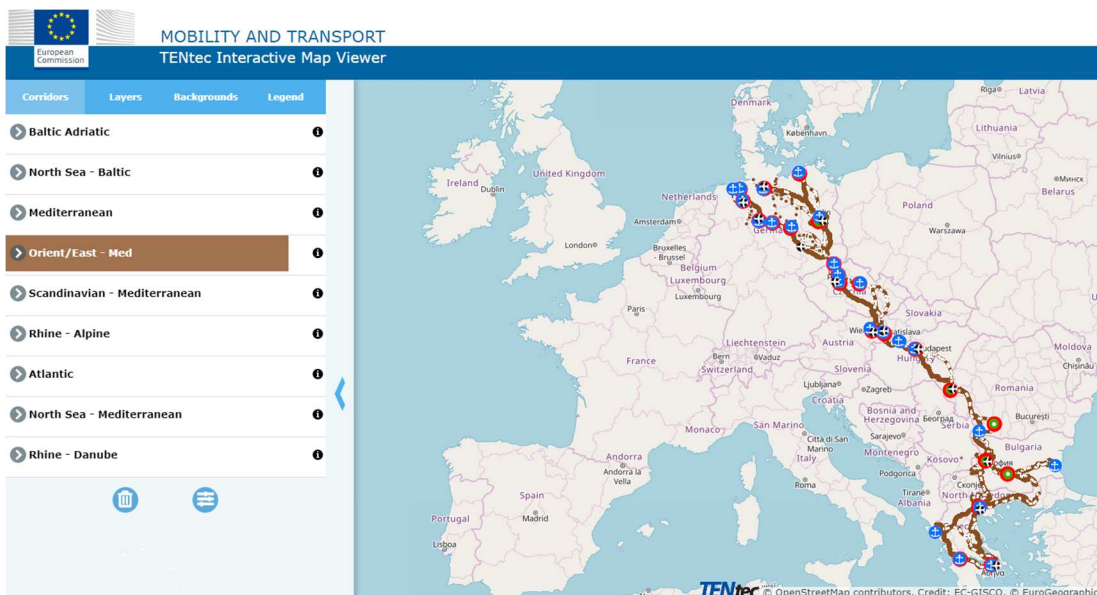 European
Commission
MOBILITY AND TRANSPORT
TENtec Interactive Map Viewer
Corridors Layers Backgrounds Legend
Baltic Adriatic
North Sea - Baltic
Mediterranean
Orient/East - Med
Scandinavian - Mediterranean
Rhine - Alpine
Atlantic
North Sea - Mediterranean
Rhine - Danube
Riga Latvia
Denmark
København
Lithuania
Vilnius
United Kingdom
Ireland Dublin
Минск
Belarus
Netherlands
Poland
Amsterdam
Warszawa
London
Bruxelles
- Brussel
Belgium
Luxembourg
Luxembourg
Paris
Slovakia
Liechtenstein
Austria
Moldova
Bern Vaduz
Chișinău
France
Switzerland
Slovenia
Ljubljana
Zagreb
Romania
Croatia
Bosnia and
Herzegovina
Београд
București
Serbia
Monaco
San Marino
Sarajevo
Città di San
Marino
Bulgaria
Andorra
Italy
Montenegro
Kosovo*
Andorra la
Vella
Podgorica
Roma
Tirane
Albania
Spain
Madrid
Portugal
Lisboa
TENtec © OpenStreetMap contributors, Credit: EC-GISCO, © EuroGeographic